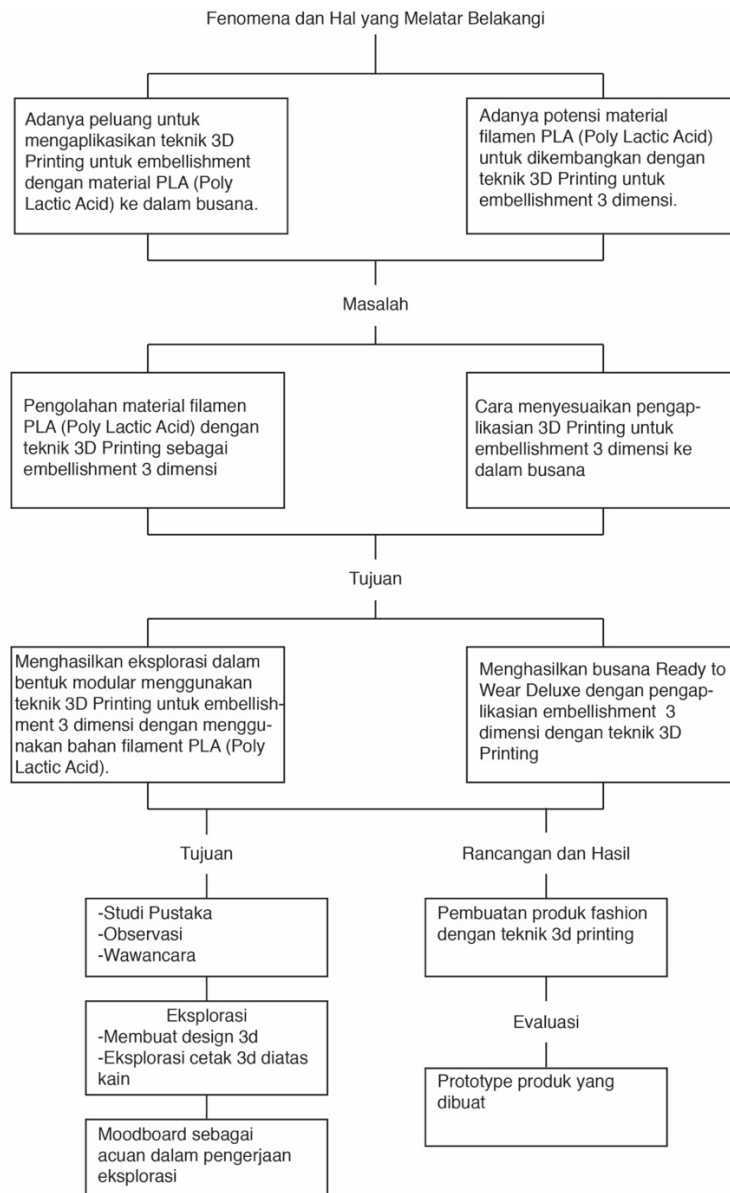 Fenomena dan Hal yang Melatar Belakangi
Adanya peluang untuk
mengaplikasikan teknik 3D
Printing untuk embellishment
dengan material PLA (Poly
Lactic Acid) ke dalam busana.
Adanya potensi material
filamen PLA (Poly Lactic Acid)
untuk dikembangkan dengan
teknik 3D Printing untuk
embellishment 3 dimensi.
Masalah
Pengolahan material filamen
PLA (Poly Lactic Acid) dengan
teknik 3D Printing sebagai
embellishment 3 dimensi
Cara menyesuaikan pengap-
likasian 3D Printing untuk
embellishment 3 dimensi ke
dalam busana
Tujuan
Menghasilkan eksplorasi dalam
bentuk modular menggunakan
teknik 3D Printing untuk embellish-
ment 3 dimensi dengan menggu-
nakan bahan filament PLA (Poly
Lactic Acid).
Menghasilkan busana Ready to
Wear Deluxe dengan pengap-
likasian embellishment 3
dimensi dengan teknik 3D
Printing
Tujuan
-Studi Pustaka
-Observasi
-Wawancara
Eksplorasi
-Membuat design 3d
-Eksplorasi cetak 3d diatas
kain
Moodboard sebagai
acuan dalam pengerjaan
eksplorasi
Rancangan dan Hasil
Pembuatan produk fashion
dengan teknik 3d printing
Evaluasi
Prototype produk yang
dibuat